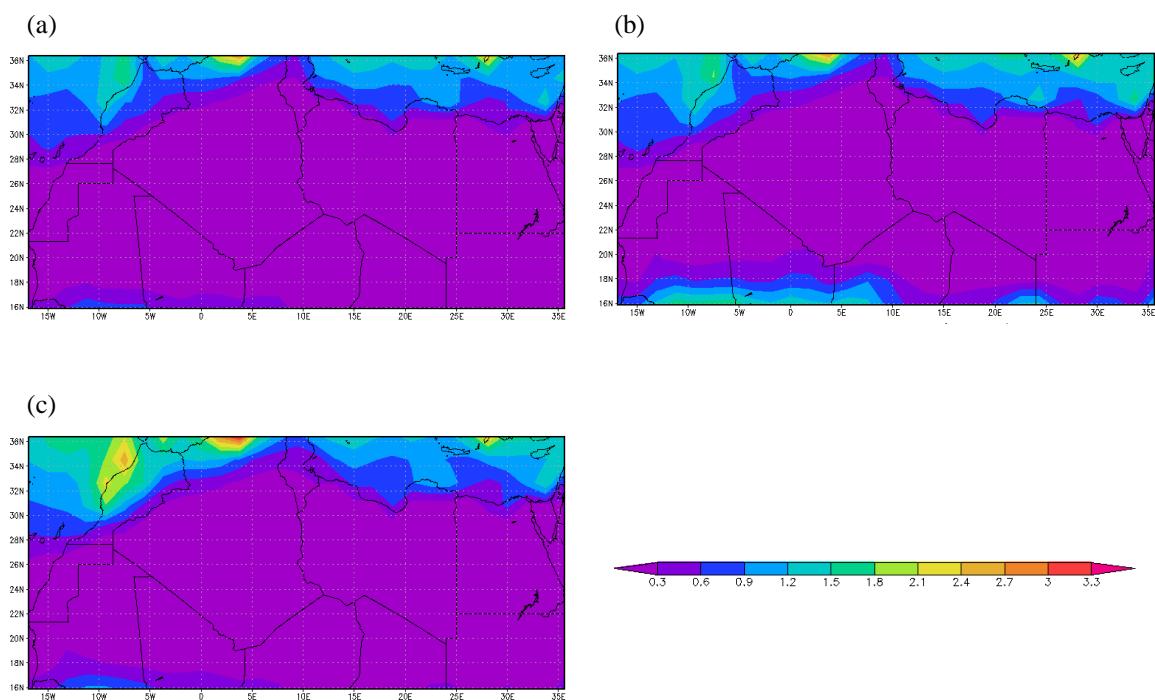 (a)
(b)
36N
34N
32N
30N
28N
26N
24N
22N
20N
18N
16N
15W 10W 5W 0 5E 10E 15E 20E 25E 30E 35E
36N
34N
32N
30N
28N
26N
24N
22N
20N
18N
16N
15W 10W 5W 0 5E 10E 15E 20E 25E 30E 35E
(c)
36N
34N
32N
30N
28N
26N
24N
22N
20N
18N
16N
15W 10W 5W 0 5E 10E 15E 20E 25E 30E 35E
0.3 0.6 0.9 1.2 1.5 1.8 2.1 2.4 2.7 3 3.3